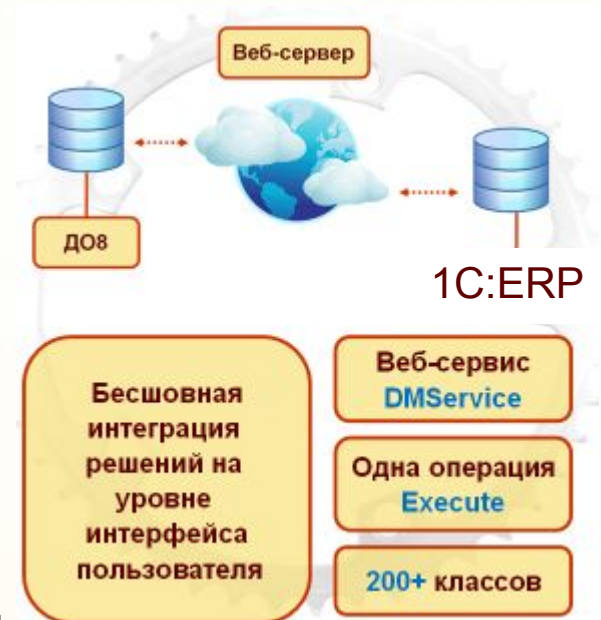 Веб-сервер
ДО8
1С:ERP
Бесшовная
интеграция
решений на
уровне
интерфейса
пользователя
Веб-сервис
DMService
Одна операция
Execute
200+ классов